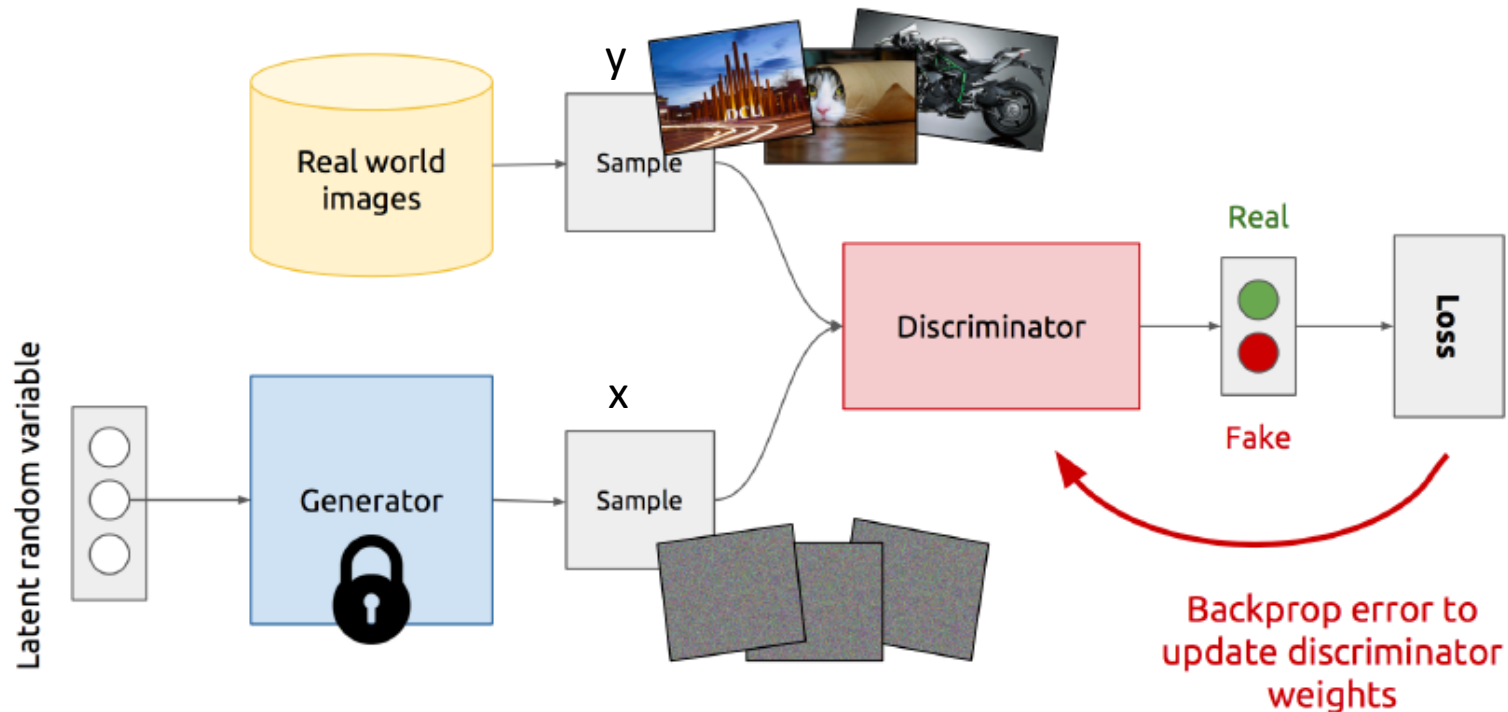 y
Real world
images
Sample
DCU
Real
Discriminator
Loss
Fake
Latent random variable
Generator
x
Sample
Backprop error to
update discriminator
weights